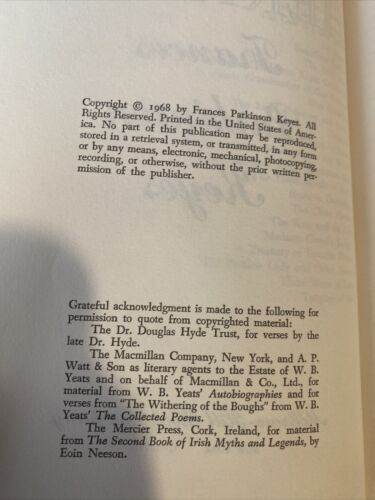 Copyright © 1968 by Frances Parkinson Keyes. All
Rights Reserved. Printed in the United States of Amer-
ica. No part of this publication may be reproduced,
stored in a retrieval system, or transmitted, in any form
or by any means, electronic, mechanical, photocopying,
recording, or otherwise, without the prior written per-
mission of the publisher.
Grateful acknowledgment is made to the following for
permission to quote from copyrighted material:
The Dr. Douglas Hyde Trust, for verses by the
late Dr. Hyde.
The Macmillan Company, New York, and A. P.
Watt & Son as literary agents to the Estate of W. B.
Yeats and on behalf of Macmillan & Co., Ltd., for
material from W. B. Yeats' Autobiographies and for
verses from "The Withering of the Boughs" from W. B.
Yeats' The Collected Poems.
The Mercier Press, Cork, Ireland, for material
from The Second Book of Irish Myths and Legends, by
Eoin Neeson.